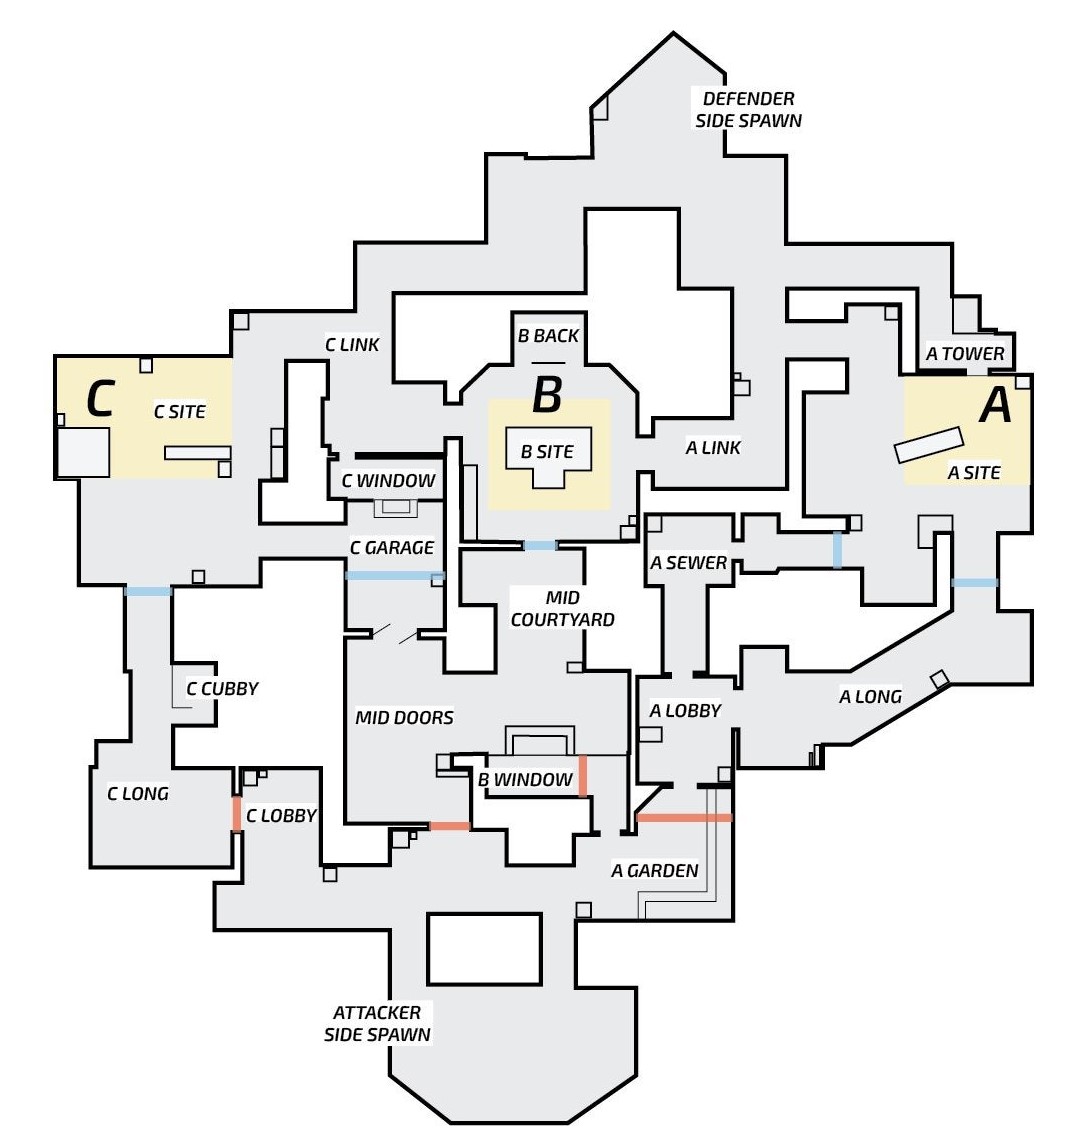 DEFENDER
SIDE SPAWN
B BACK
C LINK
A TOWER
C
C SITE
B
A
B SITE
A LINK
A SITE
C WINDOW
C GARAGE
A SEWER
MID
COURTYARD
C CUBBY
A LONG
A LOBBY
MID DOORS
B WINDOW
C LONG
C LOBBY
A GARDEN
ATTACKER
SIDE SPAWN